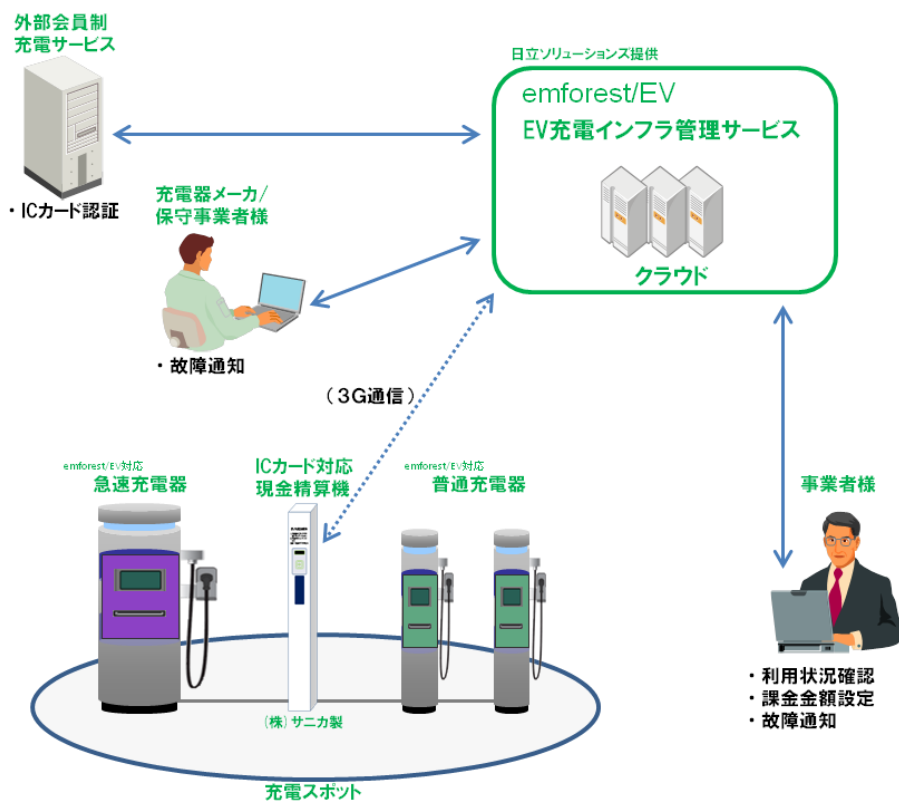 外部会員制
充電サービス
・ICカード認証
日立ソリューションズ提供
emforest/EV
EV充電インフラ管理サービス
クラウド
充電器メーカ/
保守事業者様
・故障通知
(3G通信)
emforest/EV対応
急速充電器
ICカード対応
現金精算機
emforest/EV対応
普通充電器
事業者様
・利用状況確認
・課金金額設定
・故障通知
(株)サニカ製
充電スポット